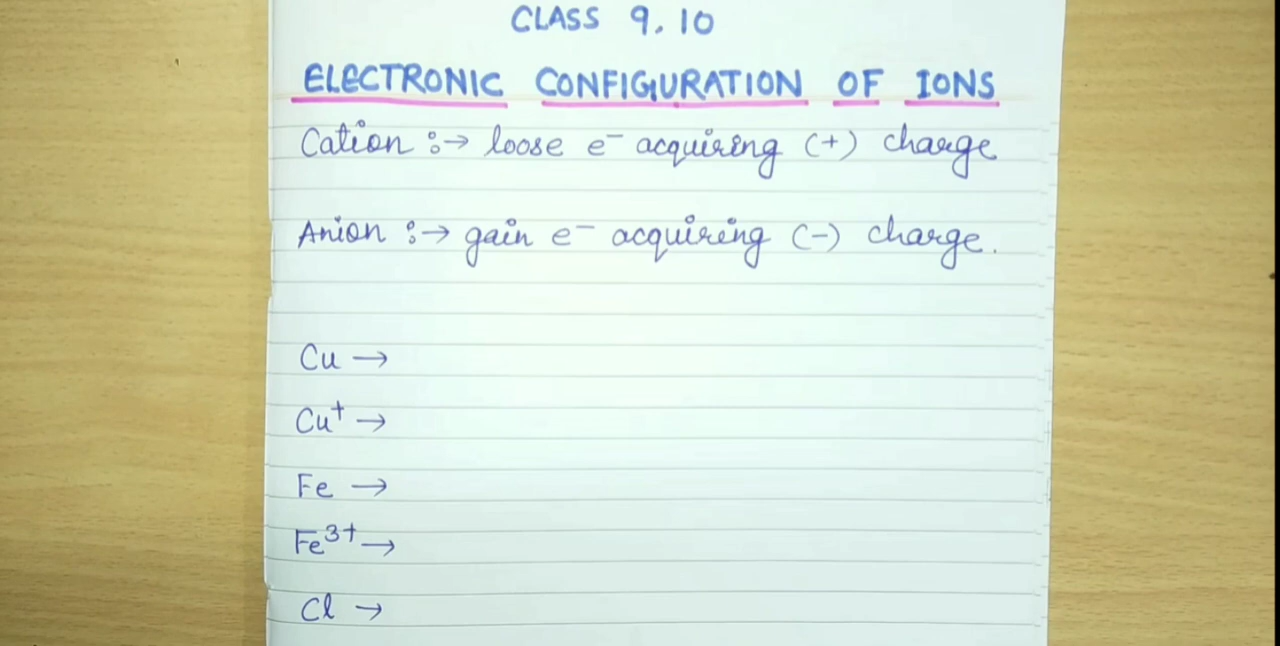 CLASS 9, 10
ELECTRONIC CONFIGURATION OF IONS
Cation :→ loose e⁻ acquiring (+) charge
Anion :→ gain e⁻ acquiring (-) charge.
Cu →
Cu⁺ →
Fe →
Fe³⁺ →
Cl →